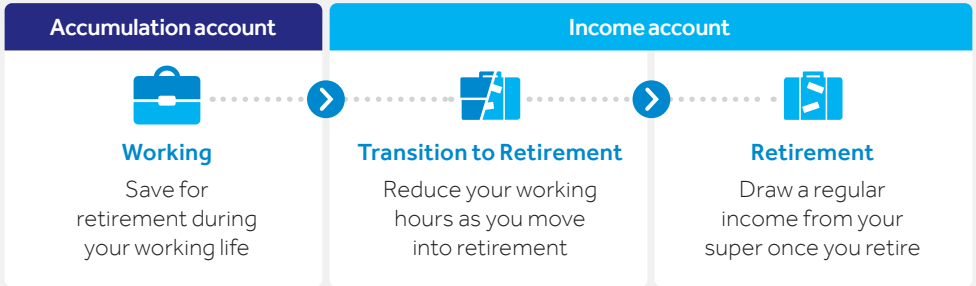 Accumulation account
Income account
Working
Save for
retirement during
your working life
Transition to Retirement
Reduce your working
hours as you move
into retirement
Retirement
Draw a regular
income from your
super once you retire